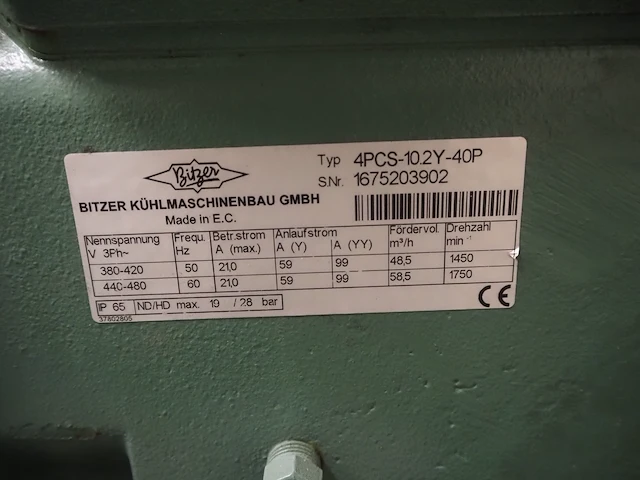 Bitzer
Typ 4PCS-10.2Y-40P
S.Nr. 1675203902
BITZER KÜHLMASCHINENBAU GMBH
Made in E.C.
Nennspannung Frequ. Betr.strom Anlaufstrom Fördervol. Drehzahl
V 3Ph~ Hz A (max.) A (Y) A (YY) m³/h min⁻¹
380-420 50 21,0 59 99 48,5 1450
440-480 60 21,0 59 99 58,5 1750
IP 65 ND/HD max. 19 / 28 bar
CE
37802805